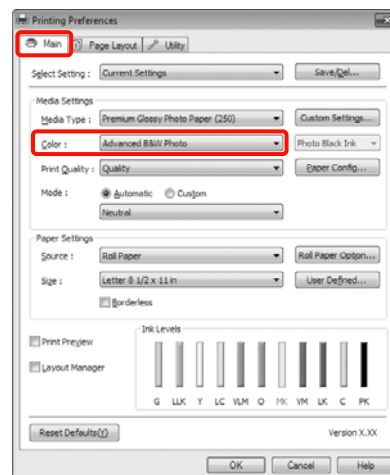 Printing Preferences
Main Page Layout Utility
Select Setting : Current Settings Save/Del...
Media Settings
Media Type : Premium Glossy Photo Paper (250) Custom Settings...
Color : Advanced B&W Photo Photo Black Ink
Print Quality : Quality Paper Config...
Mode : Automatic Custom
Neutral
Paper Settings
Source : Roll Paper Roll Paper Option...
Size : Letter 8 1/2 x 11 in User Defined...
Borderless
Ink Levels
Print Preview
Layout Manager
G LLK Y LC VLM O MK VM LK C PK
Reset Defaults(Y) Version X.XX
OK Cancel Help